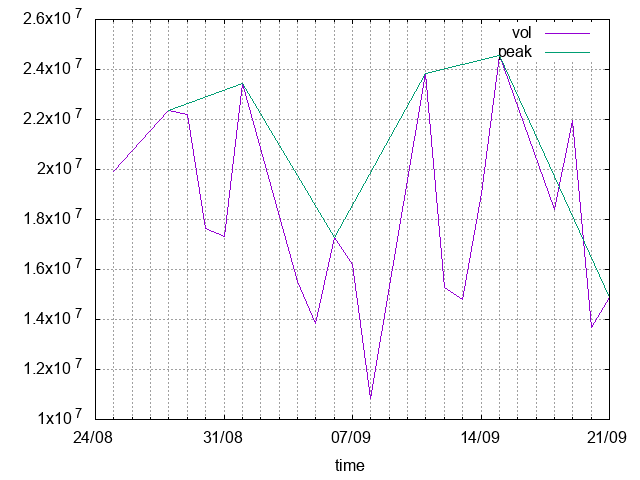 2.6x10 7
2.4x10 7
2.2x10 7
2x10 7
1.8x10 7
1.6x10 7
1.4x10 7
1.2x10 7
1x10 7
vol
peak
24/08 31/08 07/09 14/09 21/09
time